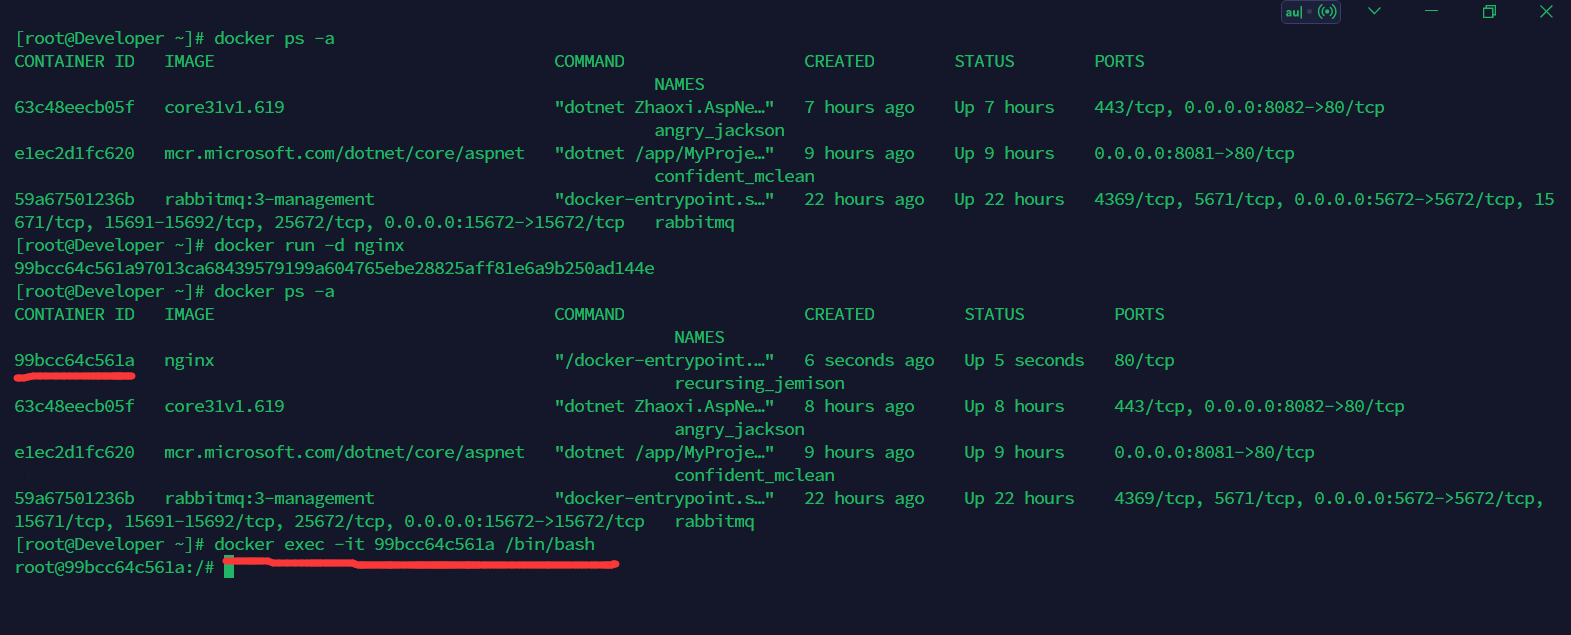 au
[root@Developer ~]# docker ps -a
CONTAINER ID   IMAGE                                  COMMAND                  CREATED        STATUS        PORTS
NAMES
63c48eecb05f   core31v1.619                           "dotnet Zhaoxi.AspNe…"   7 hours ago    Up 7 hours    443/tcp, 0.0.0.0:8082->80/tcp
angry_jackson
e1ec2d1fc620   mcr.microsoft.com/dotnet/core/aspnet   "dotnet /app/MyProje…"   9 hours ago    Up 9 hours    0.0.0.0:8081->80/tcp
confident_mclean
59a67501236b   rabbitmq:3-management                  "docker-entrypoint.s…"   22 hours ago   Up 22 hours   4369/tcp, 5671/tcp, 0.0.0.0:5672->5672/tcp, 15
671/tcp, 15691-15692/tcp, 25672/tcp, 0.0.0.0:15672->15672/tcp   rabbitmq
[root@Developer ~]# docker run -d nginx
99bcc64c561a97013ca68439579199a604765ebe28825aff81e6a9b250ad144e
[root@Developer ~]# docker ps -a
CONTAINER ID   IMAGE                                  COMMAND                  CREATED         STATUS         PORTS
NAMES
99bcc64c561a   nginx                                  "/docker-entrypoint.…"   6 seconds ago   Up 5 seconds   80/tcp
recursing_jemison
63c48eecb05f   core31v1.619                           "dotnet Zhaoxi.AspNe…"   8 hours ago     Up 8 hours     443/tcp, 0.0.0.0:8082->80/tcp
angry_jackson
e1ec2d1fc620   mcr.microsoft.com/dotnet/core/aspnet   "dotnet /app/MyProje…"   9 hours ago     Up 9 hours     0.0.0.0:8081->80/tcp
confident_mclean
59a67501236b   rabbitmq:3-management                  "docker-entrypoint.s…"   22 hours ago    Up 22 hours    4369/tcp, 5671/tcp, 0.0.0.0:5672->5672/tcp,
15671/tcp, 15691-15692/tcp, 25672/tcp, 0.0.0.0:15672->15672/tcp   rabbitmq
[root@Developer ~]# docker exec -it 99bcc64c561a /bin/bash
root@99bcc64c561a:/#